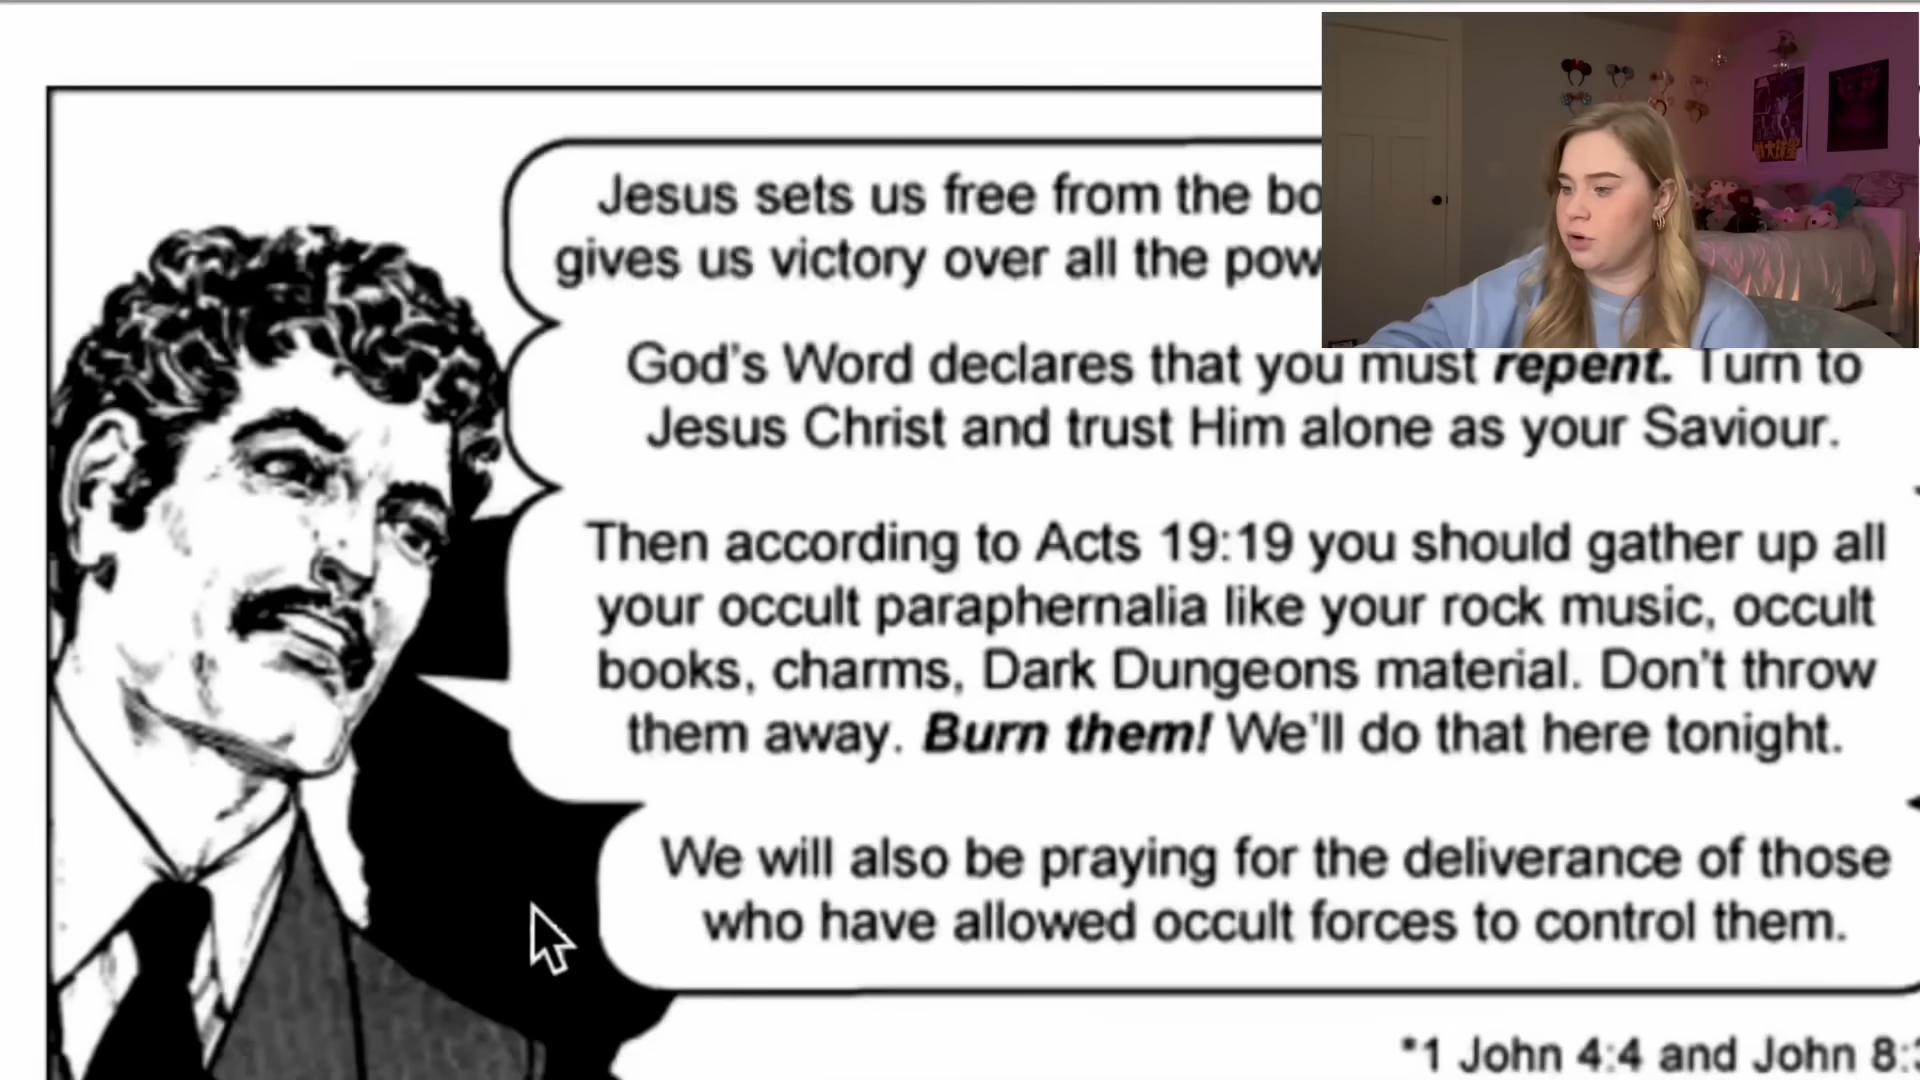 Jesus sets us free from the bo
gives us victory over all the pow
God's Word declares that you must repent. Turn to
Jesus Christ and trust Him alone as your Saviour.
Then according to Acts 19:19 you should gather up all
your occult paraphernalia like your rock music, occult
books, charms, Dark Dungeons material. Don't throw
them away. Burn them! We'll do that here tonight.
We will also be praying for the deliverance of those
who have allowed occult forces to control them.
*1 John 4:4 and John 8: